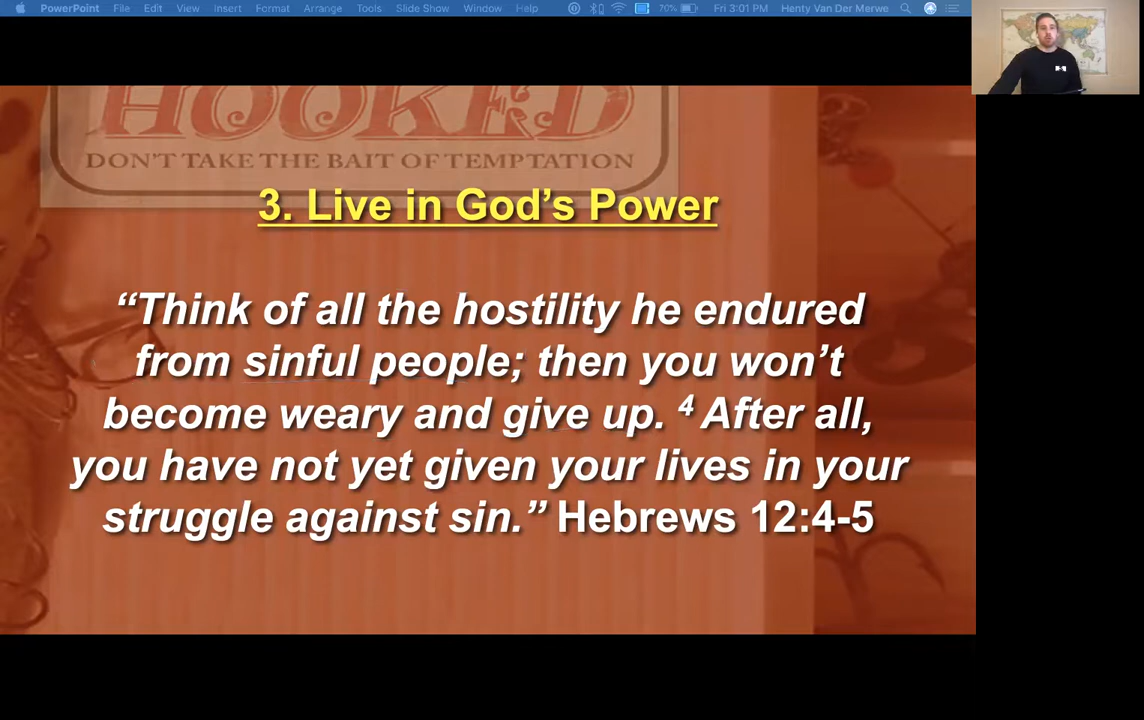 PowerPoint File Edit View Insert Format Arrange Tools Slide Show Window Help 70% Fri 3:01 PM Henty Van Der Merwe
HOOKED
DON'T TAKE THE BAIT OF TEMPTATION
3. Live in God’s Power
“Think of all the hostility he endured
from sinful people; then you won’t
become weary and give up. ⁴ After all,
you have not yet given your lives in your
struggle against sin.” Hebrews 12:4-5